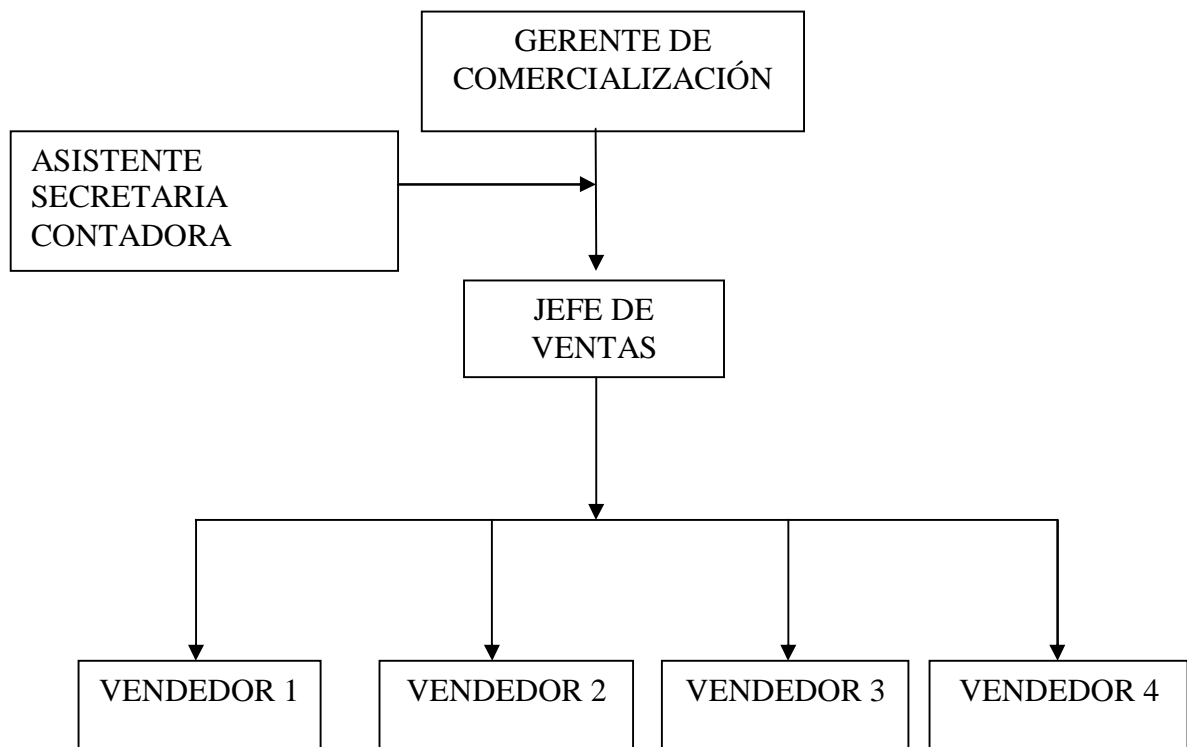 GERENTE DE
COMERCIALIZACIÓN
ASISTENTE
SECRETARIA
CONTADORA
JEFE DE
VENTAS
VENDEDOR 1
VENDEDOR 2
VENDEDOR 3
VENDEDOR 4